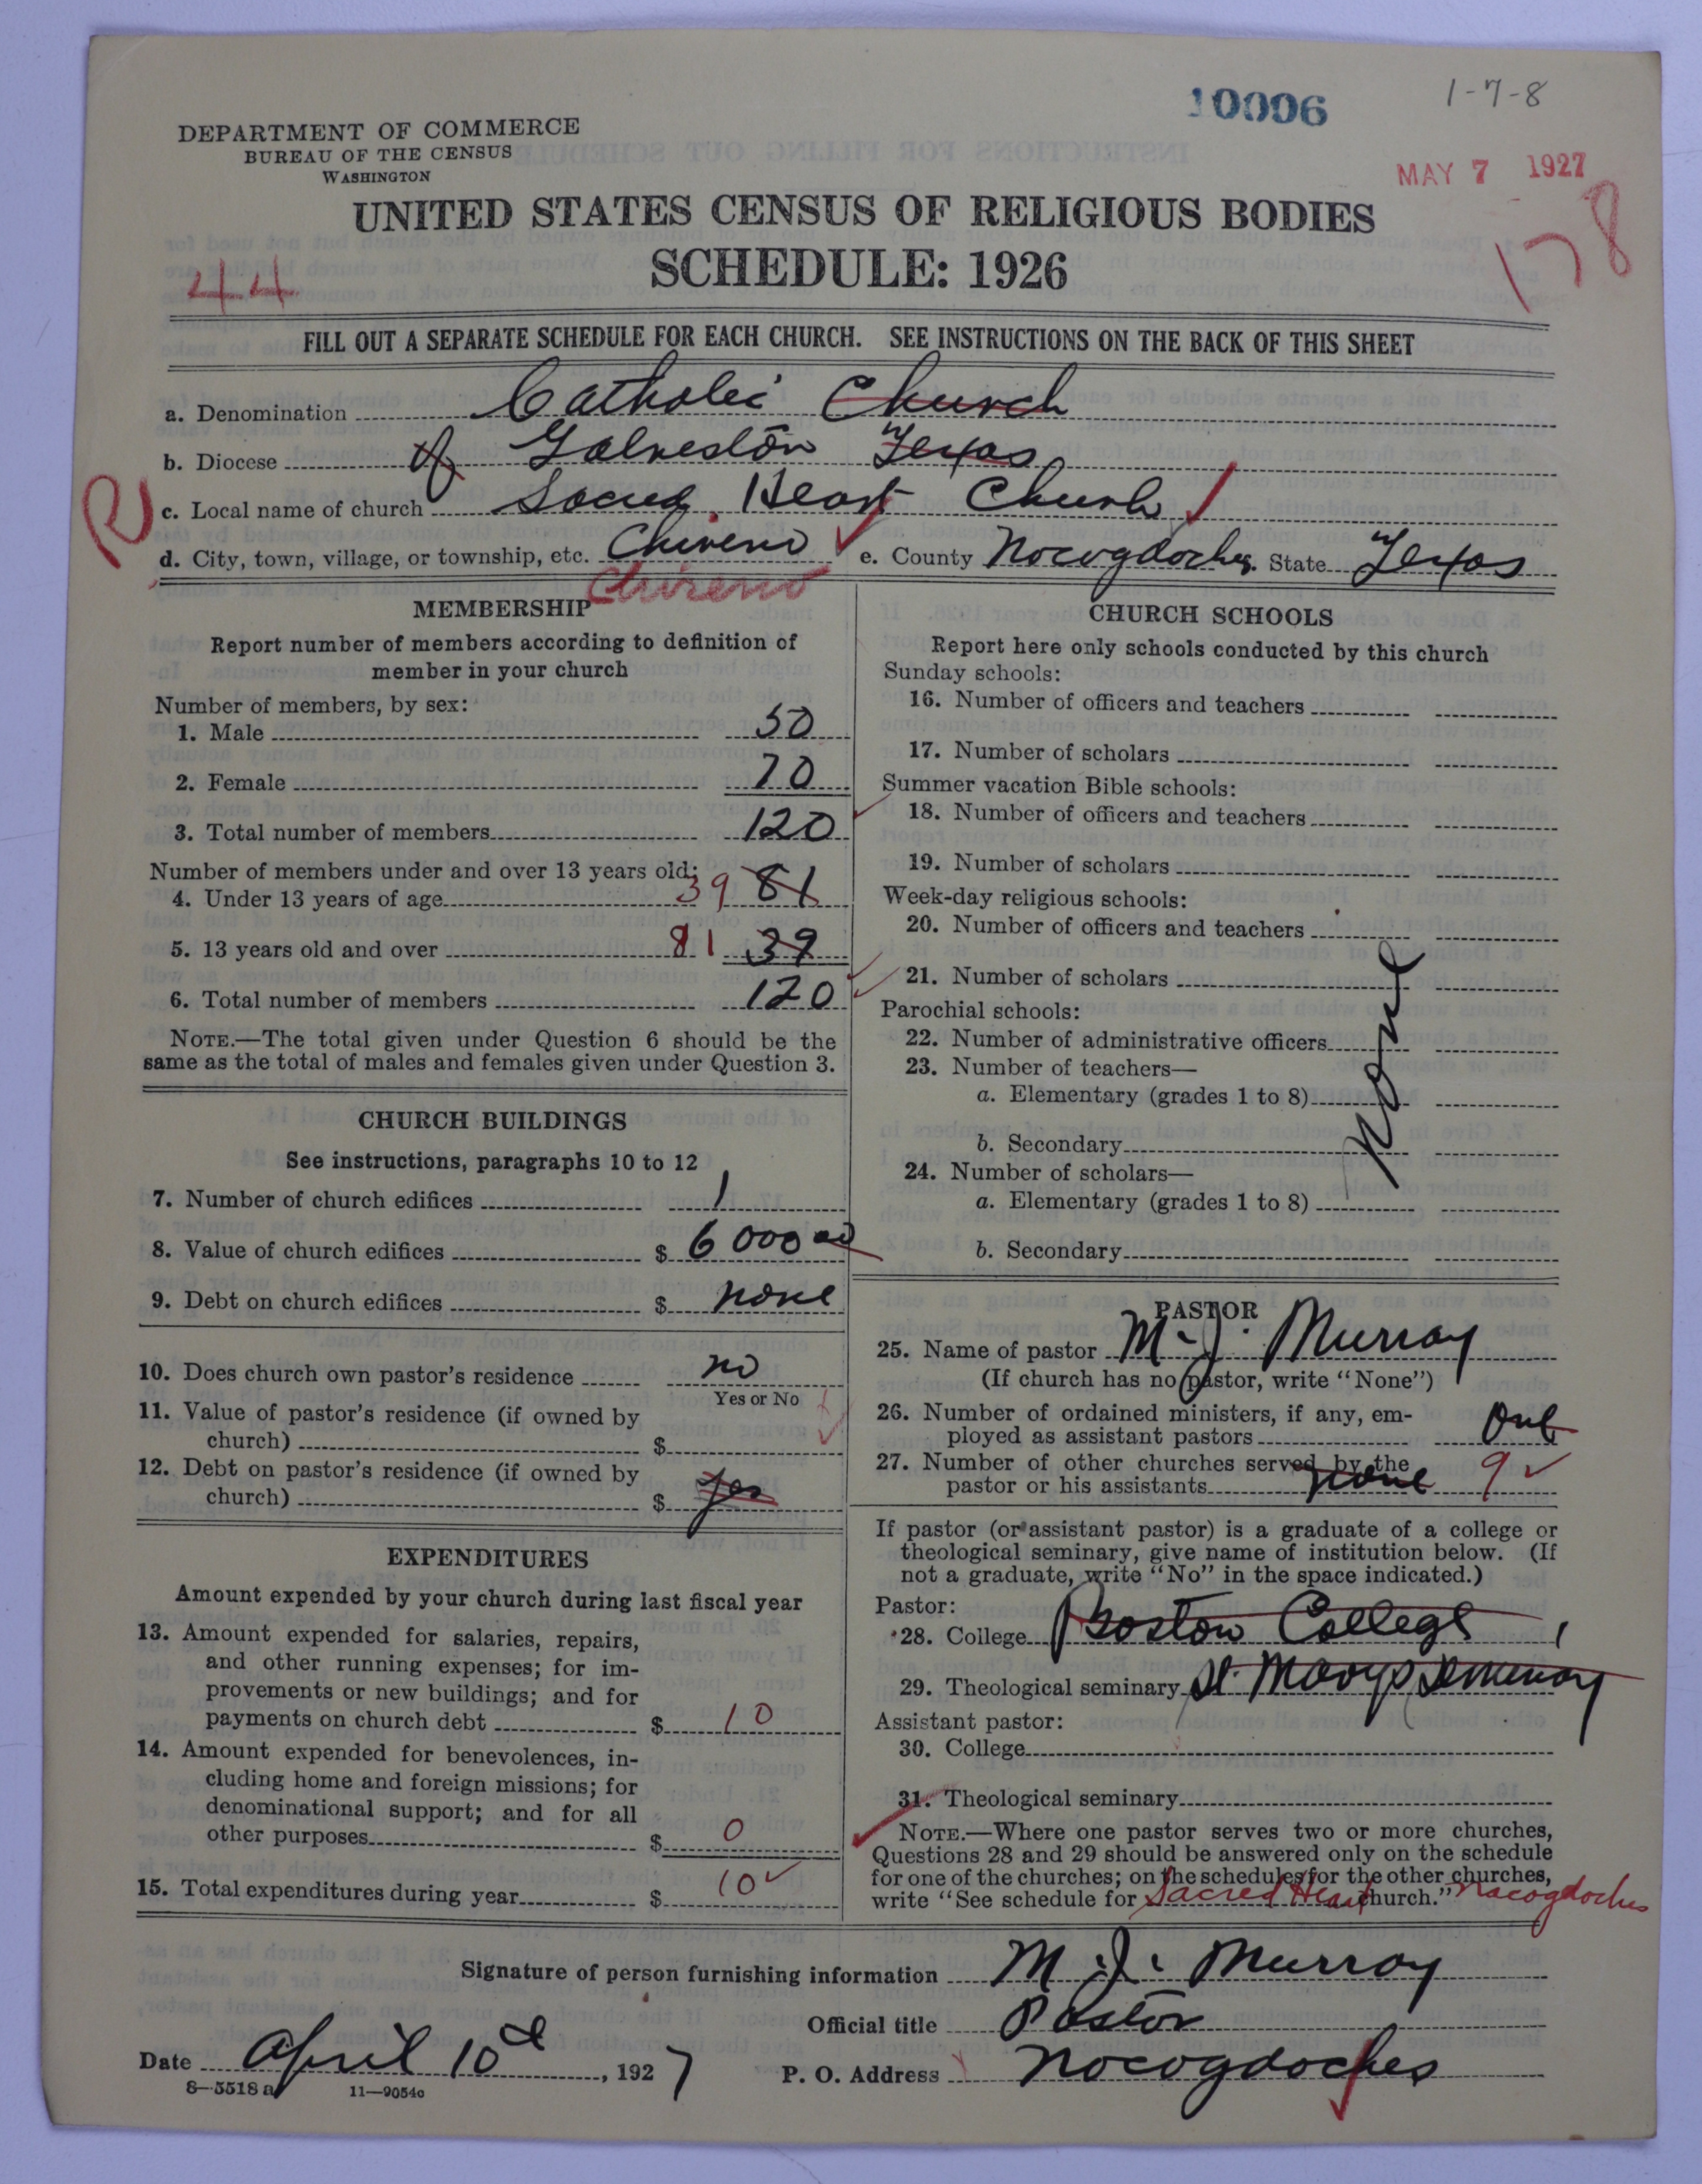 10006
1-7-8
DEPARTMENT OF COMMERCE
BUREAU OF THE CENSUS
WASHINGTON
MAY 7 1927
UNITED STATES CENSUS OF RELIGIOUS BODIES
SCHEDULE: 1926
44
178
FILL OUT A SEPARATE SCHEDULE FOR EACH CHURCH. SEE INSTRUCTIONS ON THE BACK OF THIS SHEET
a. Denomination Catholic Church
b. Diocese of Galveston Texas
R c. Local name of church Sacred Heart Church
d. City, town, village, or township, etc. Chireno e. County Nocogdoches. State Texas
Chireno
MEMBERSHIP
Report number of members according to definition of
member in your church
Number of members, by sex:
1. Male 50
2. Female 70
3. Total number of members 120
Number of members under and over 13 years old:
4. Under 13 years of age 39 81
5. 13 years old and over 81 39
6. Total number of members 120
NOTE.—The total given under Question 6 should be the
same as the total of males and females given under Question 3.
CHURCH BUILDINGS
See instructions, paragraphs 10 to 12
7. Number of church edifices 1
8. Value of church edifices $ 6000 00
9. Debt on church edifices $ none
10. Does church own pastor's residence no
Yes or No
11. Value of pastor's residence (if owned by
church) $
12. Debt on pastor's residence (if owned by
church) $ yes
EXPENDITURES
Amount expended by your church during last fiscal year
13. Amount expended for salaries, repairs,
and other running expenses; for im-
provements or new buildings; and for
payments on church debt $ 10
14. Amount expended for benevolences, in-
cluding home and foreign missions; for
denominational support; and for all
other purposes $ 0
15. Total expenditures during year $ 10
CHURCH SCHOOLS
Report here only schools conducted by this church
Sunday schools:
16. Number of officers and teachers
17. Number of scholars
Summer vacation Bible schools:
18. Number of officers and teachers
19. Number of scholars
Week-day religious schools:
20. Number of officers and teachers
21. Number of scholars
Parochial schools:
22. Number of administrative officers
23. Number of teachers—
a. Elementary (grades 1 to 8)
b. Secondary
24. Number of scholars—
a. Elementary (grades 1 to 8)
b. Secondary
None
PASTOR
25. Name of pastor M. J. Murray
(If church has no pastor, write "None")
26. Number of ordained ministers, if any, em-
ployed as assistant pastors One
27. Number of other churches served by the
pastor or his assistants none 9
If pastor (or assistant pastor) is a graduate of a college or
theological seminary, give name of institution below. (If
not a graduate, write "No" in the space indicated.)
Pastor:
28. College Boston College
29. Theological seminary St. Marys Seminary
Assistant pastor:
30. College
31. Theological seminary
NOTE.—Where one pastor serves two or more churches,
Questions 28 and 29 should be answered only on the schedule
for one of the churches; on the schedules for the other churches,
write "See schedule for Sacred Heart church." Nacogdoches
Signature of person furnishing information M. J. Murray
Official title Pastor
Date April 10th, 1927 P. O. Address Nocogdoches
8—5518a 11—9054c